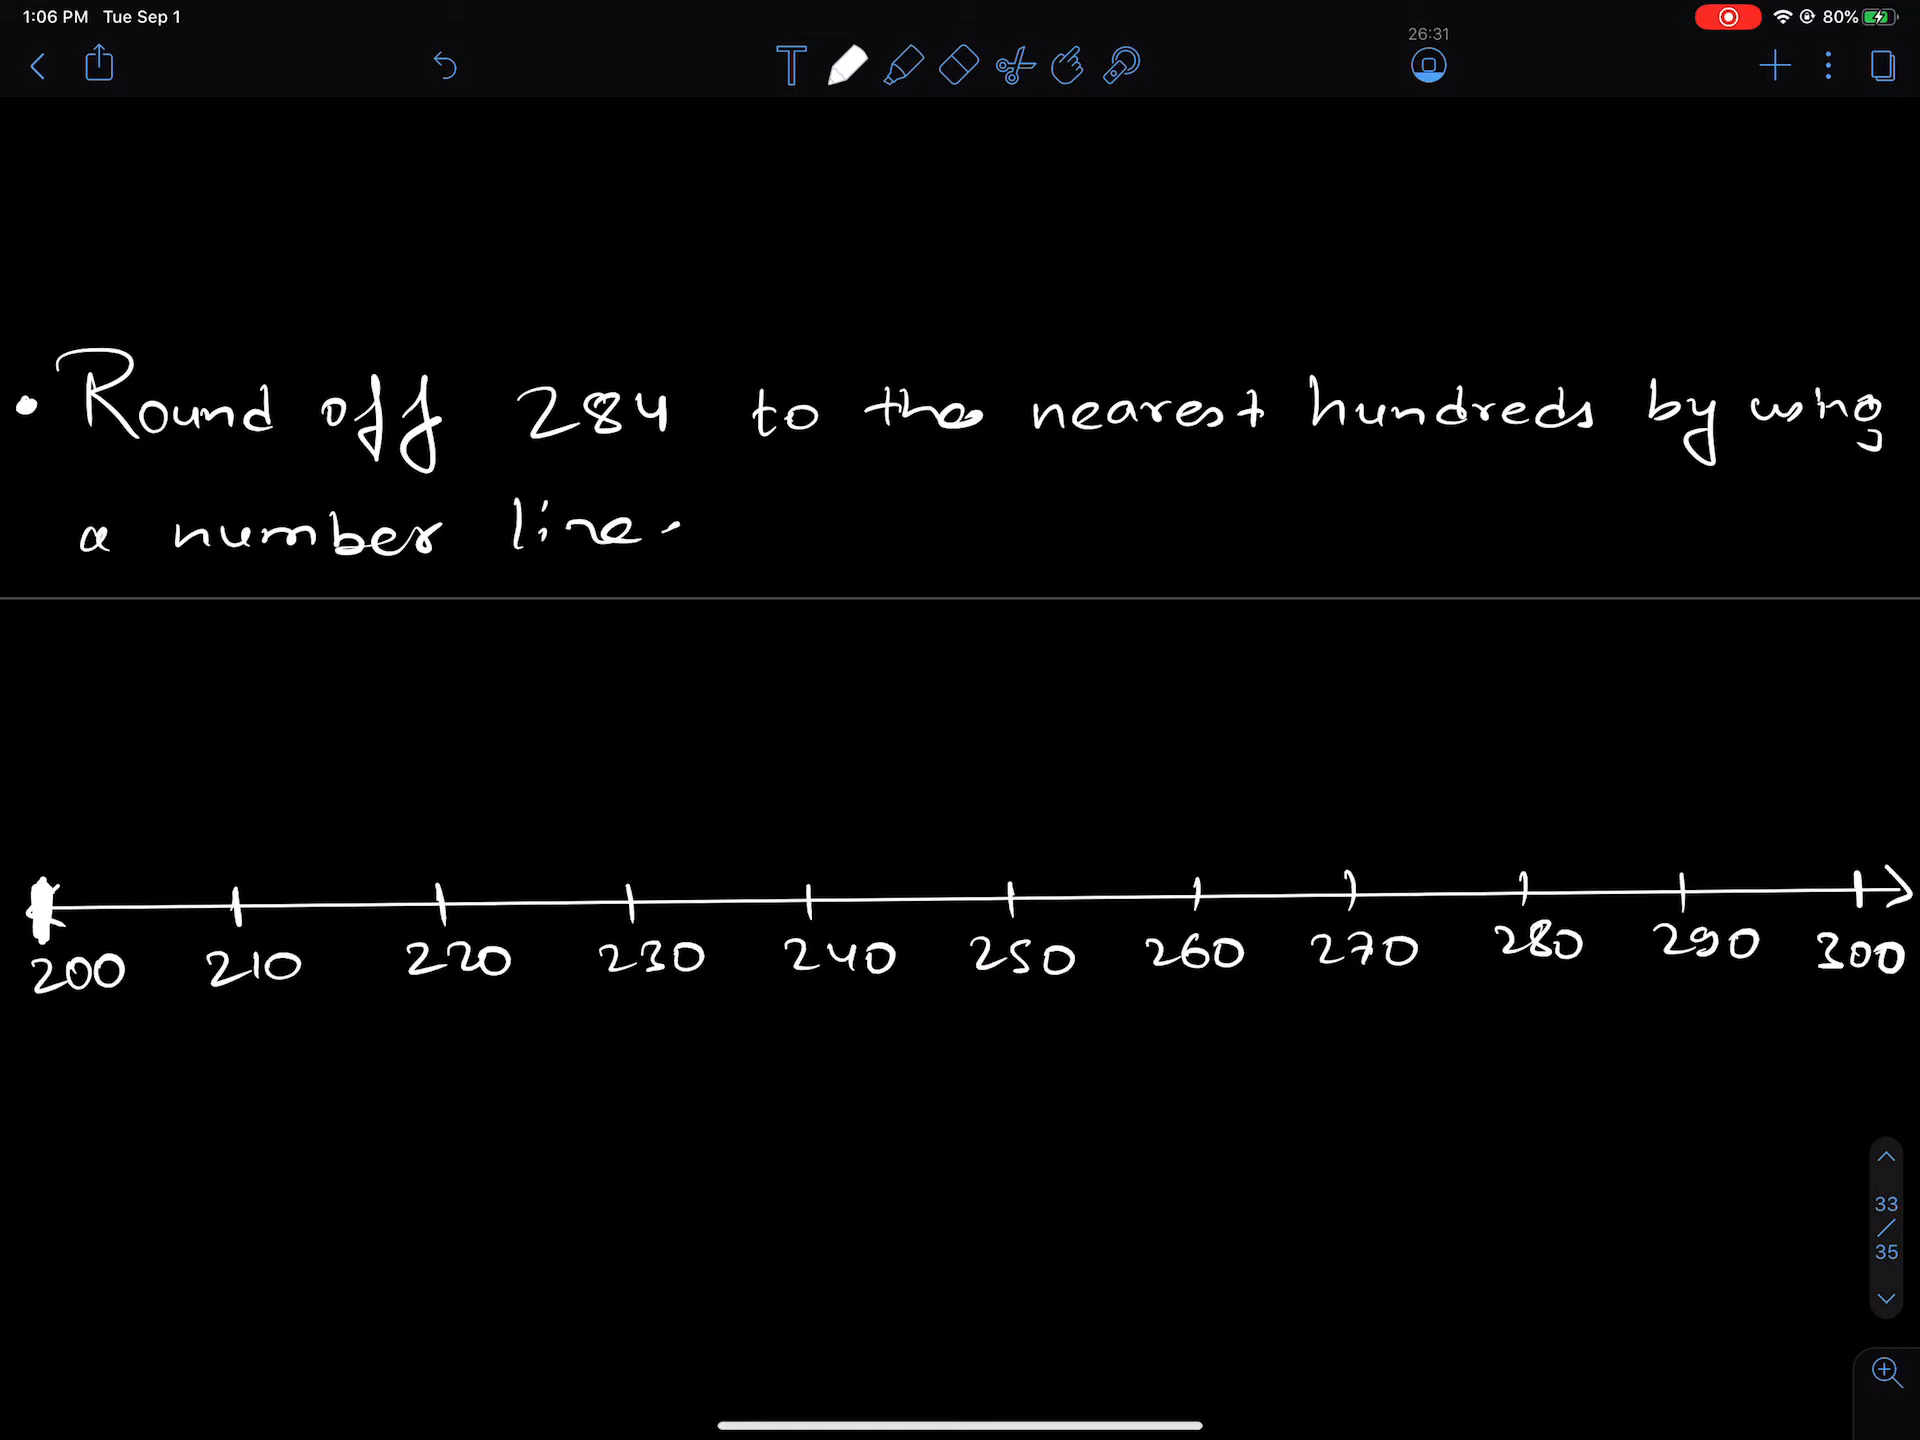 1:06 PM Tue Sep 1
80%
26:31
T
• Round off 284 to the nearest hundreds by using
a number line.
200 210 220 230 240 250 260 270 280 290 300
33
/
35